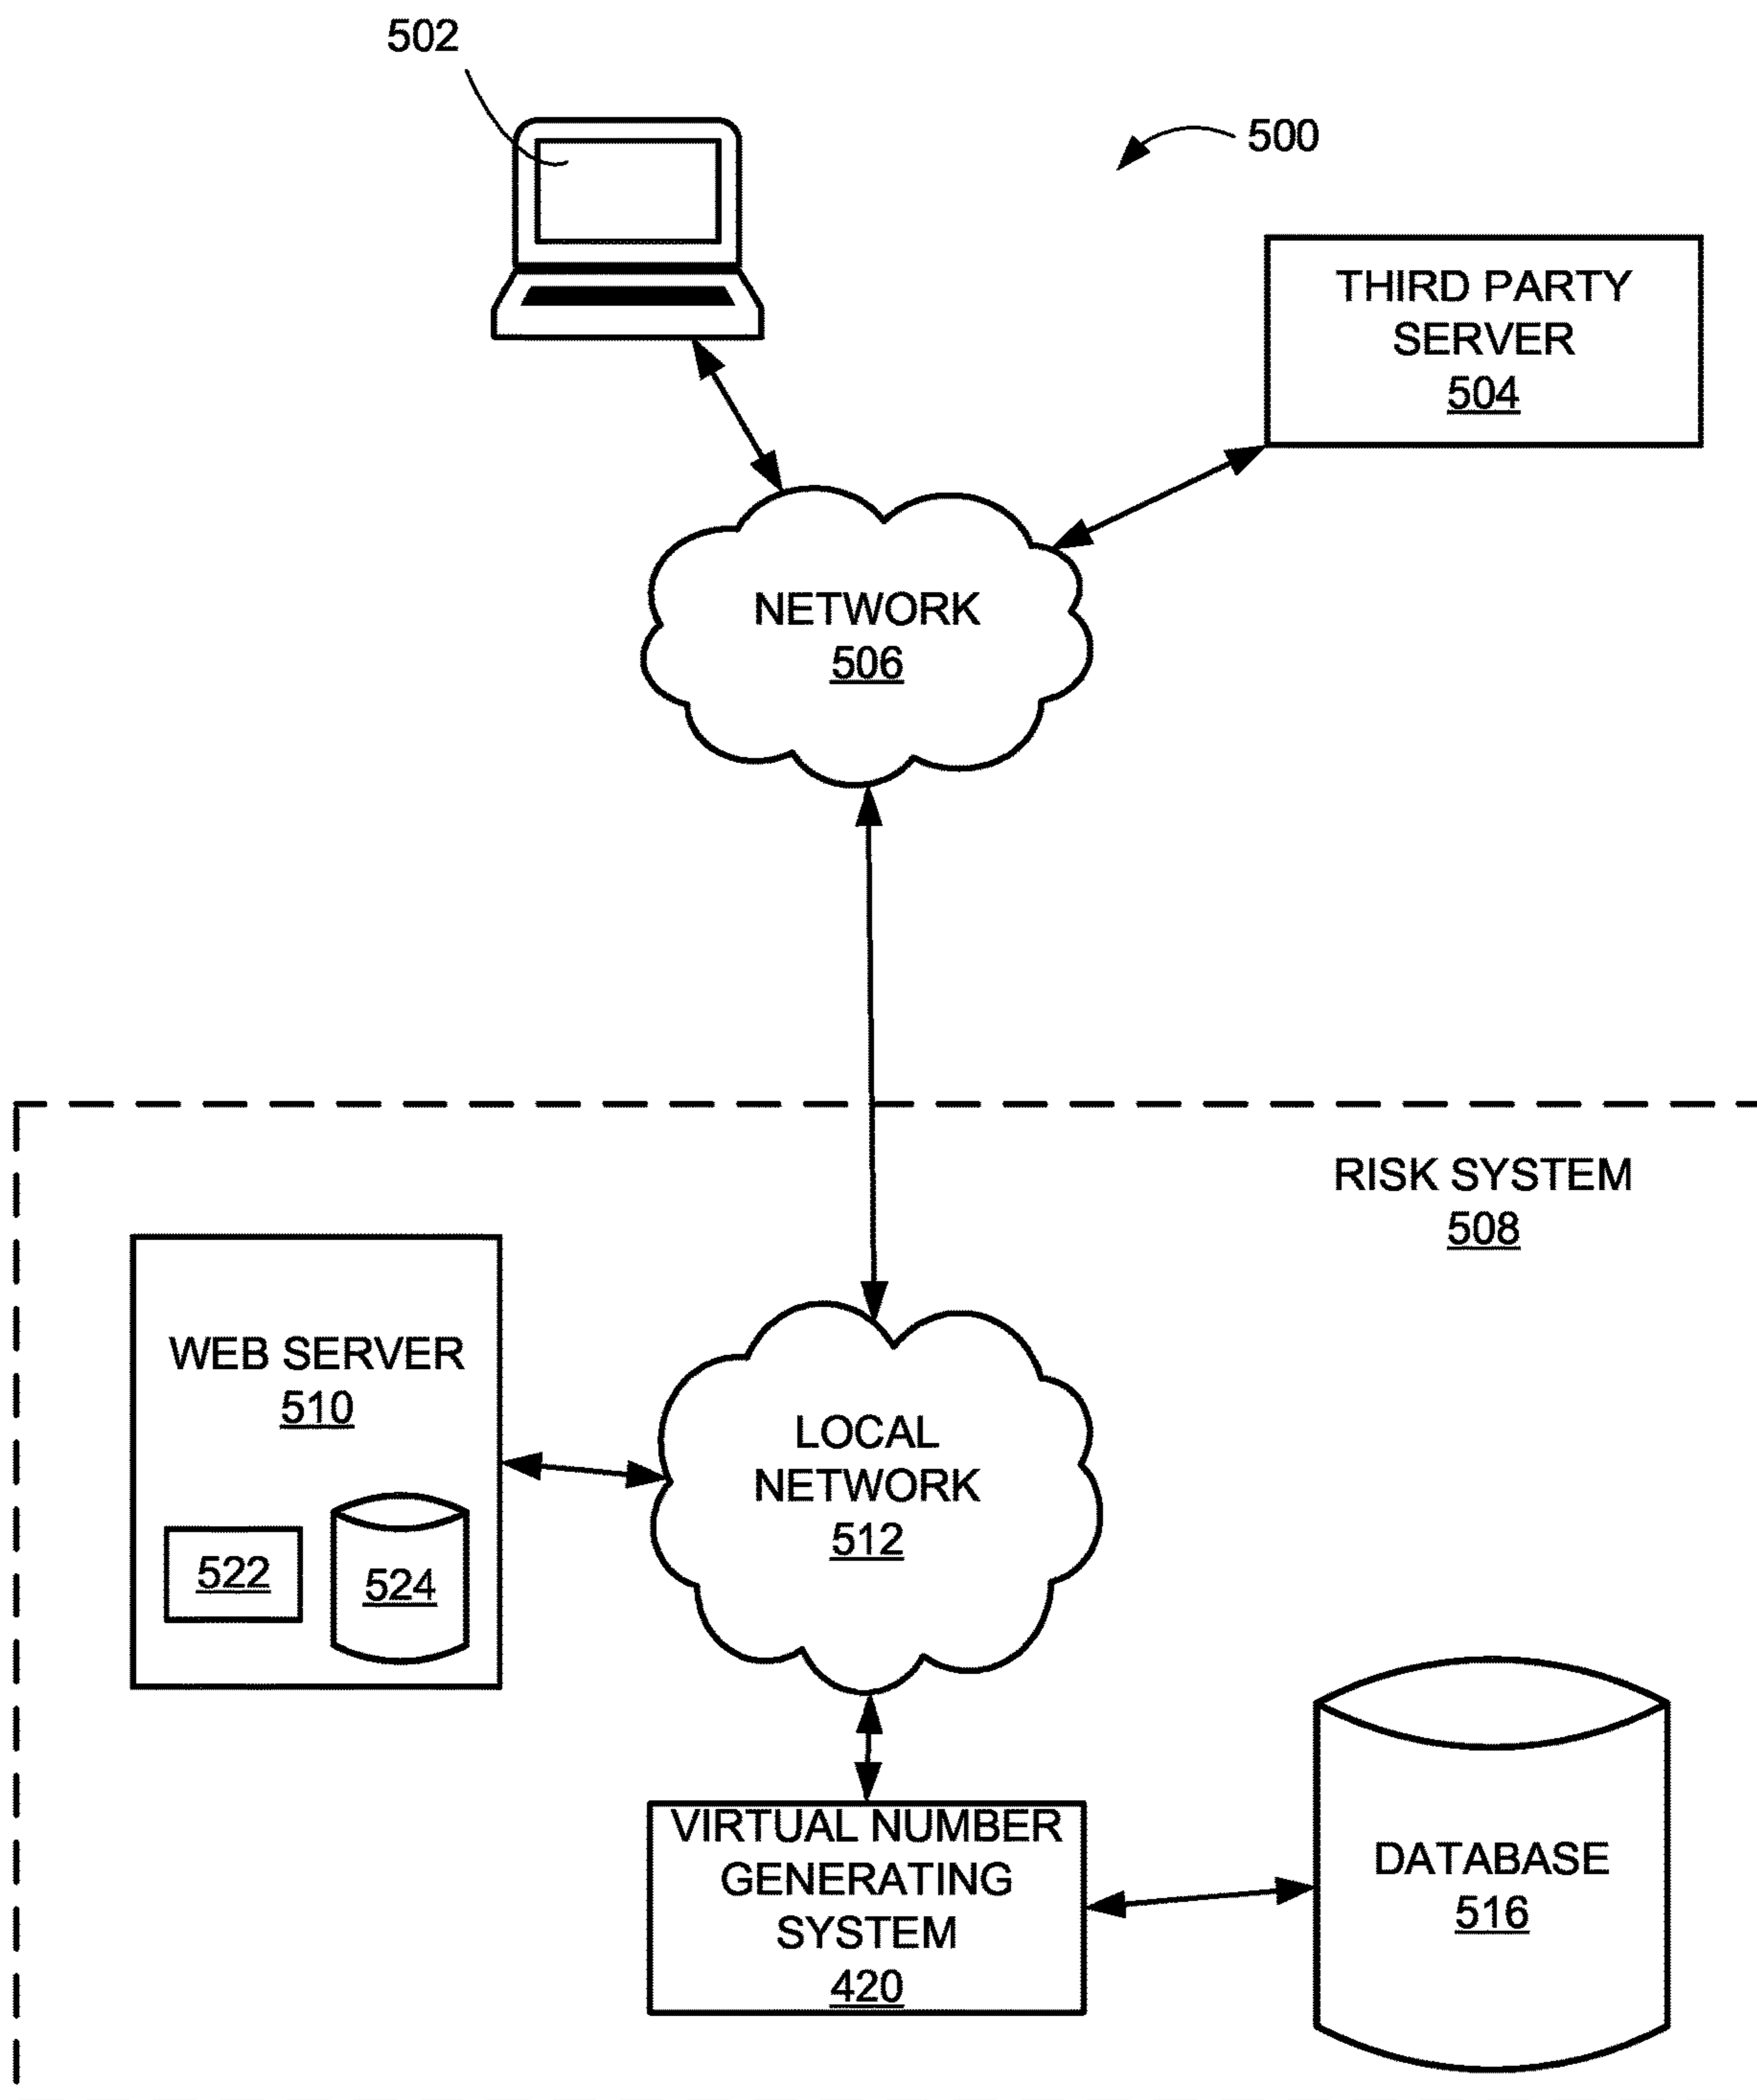 502
500
THIRD PARTY
SERVER
504
NETWORK
506
RISK SYSTEM
508
WEB SERVER
510
522
524
LOCAL
NETWORK
512
VIRTUAL NUMBER
GENERATING
SYSTEM
420
DATABASE
516